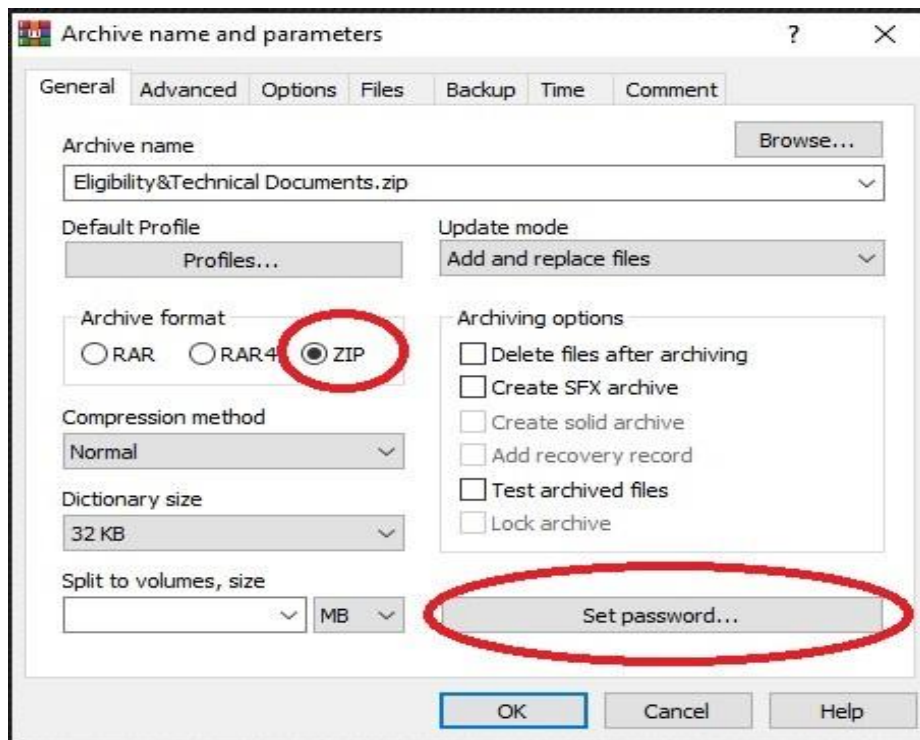 Archive name and parameters
General Advanced Options Files Backup Time Comment
Archive name
Browse...
Eligibility&Technical Documents.zip
Default Profile
Profiles...
Update mode
Add and replace files
Archive format
RAR RAR4 ZIP
Compression method
Normal
Dictionary size
32 KB
Split to volumes, size
MB
Archiving options
Delete files after archiving
Create SFX archive
Create solid archive
Add recovery record
Test archived files
Lock archive
Set password...
OK Cancel Help